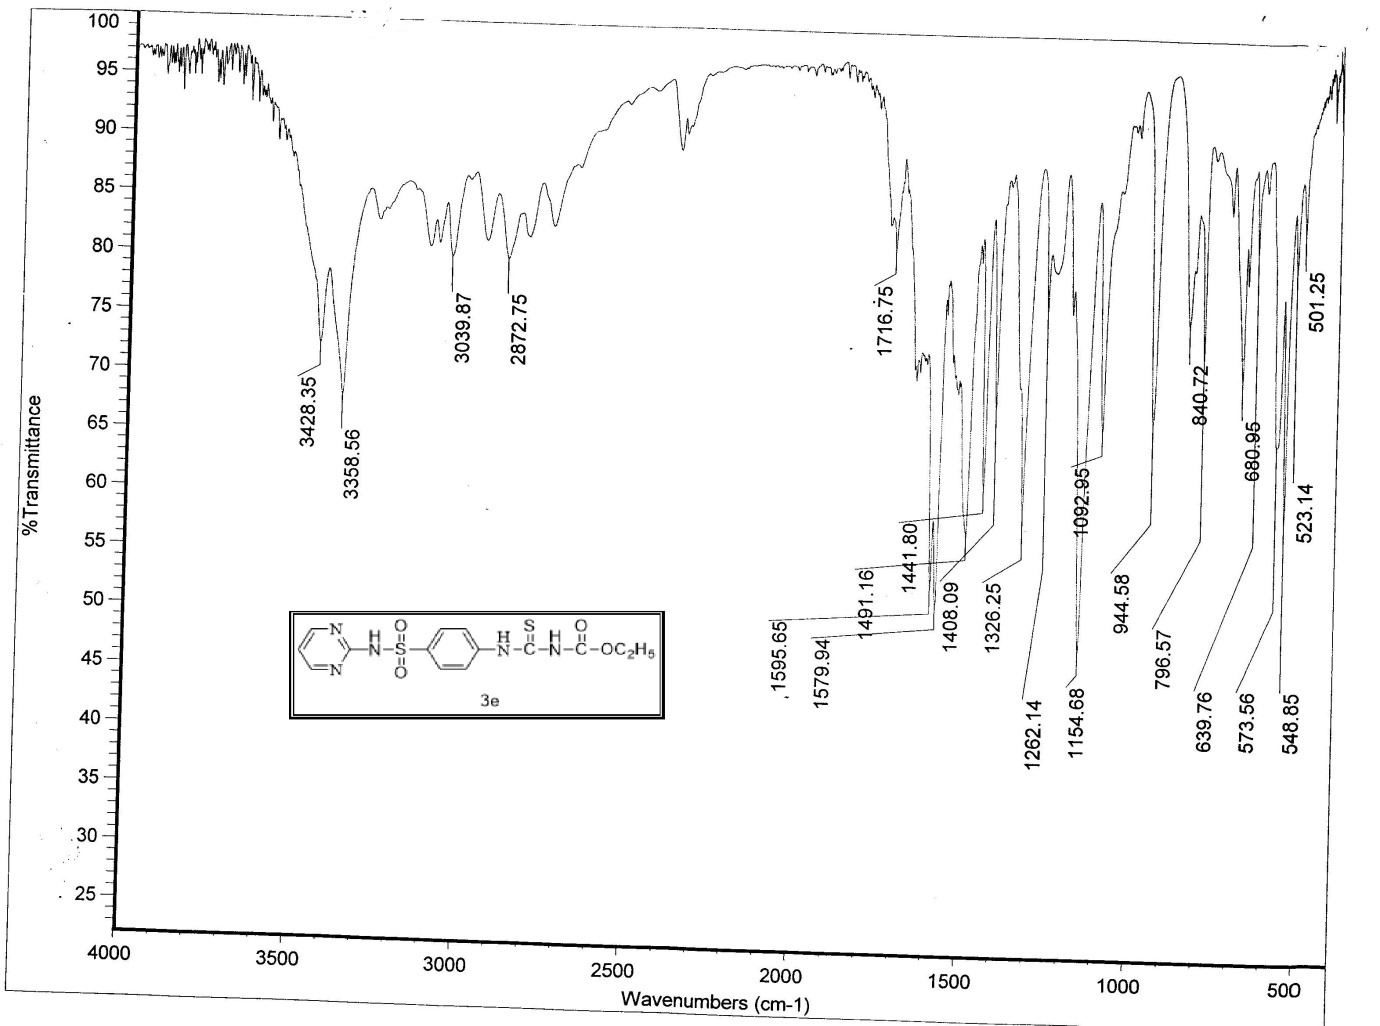 100
95
90
85
80
75
70
65
60
55
50
45
40
35
30
25
%Transmittance
3428.35
3358.56
3039.87
2872.75
1716.75
1595.65
1579.94
1491.16
1441.80
1408.09
1326.25
1262.14
1154.68
1092.95
944.58
840.72
796.57
680.95
639.76
573.56
548.85
523.14
501.25
N
N
H
N
O
S
O
H
N
S
C
H
N
O
C
OC₂H₅
3e
4000
3500
3000
2500
2000
1500
1000
500
Wavenumbers (cm-1)